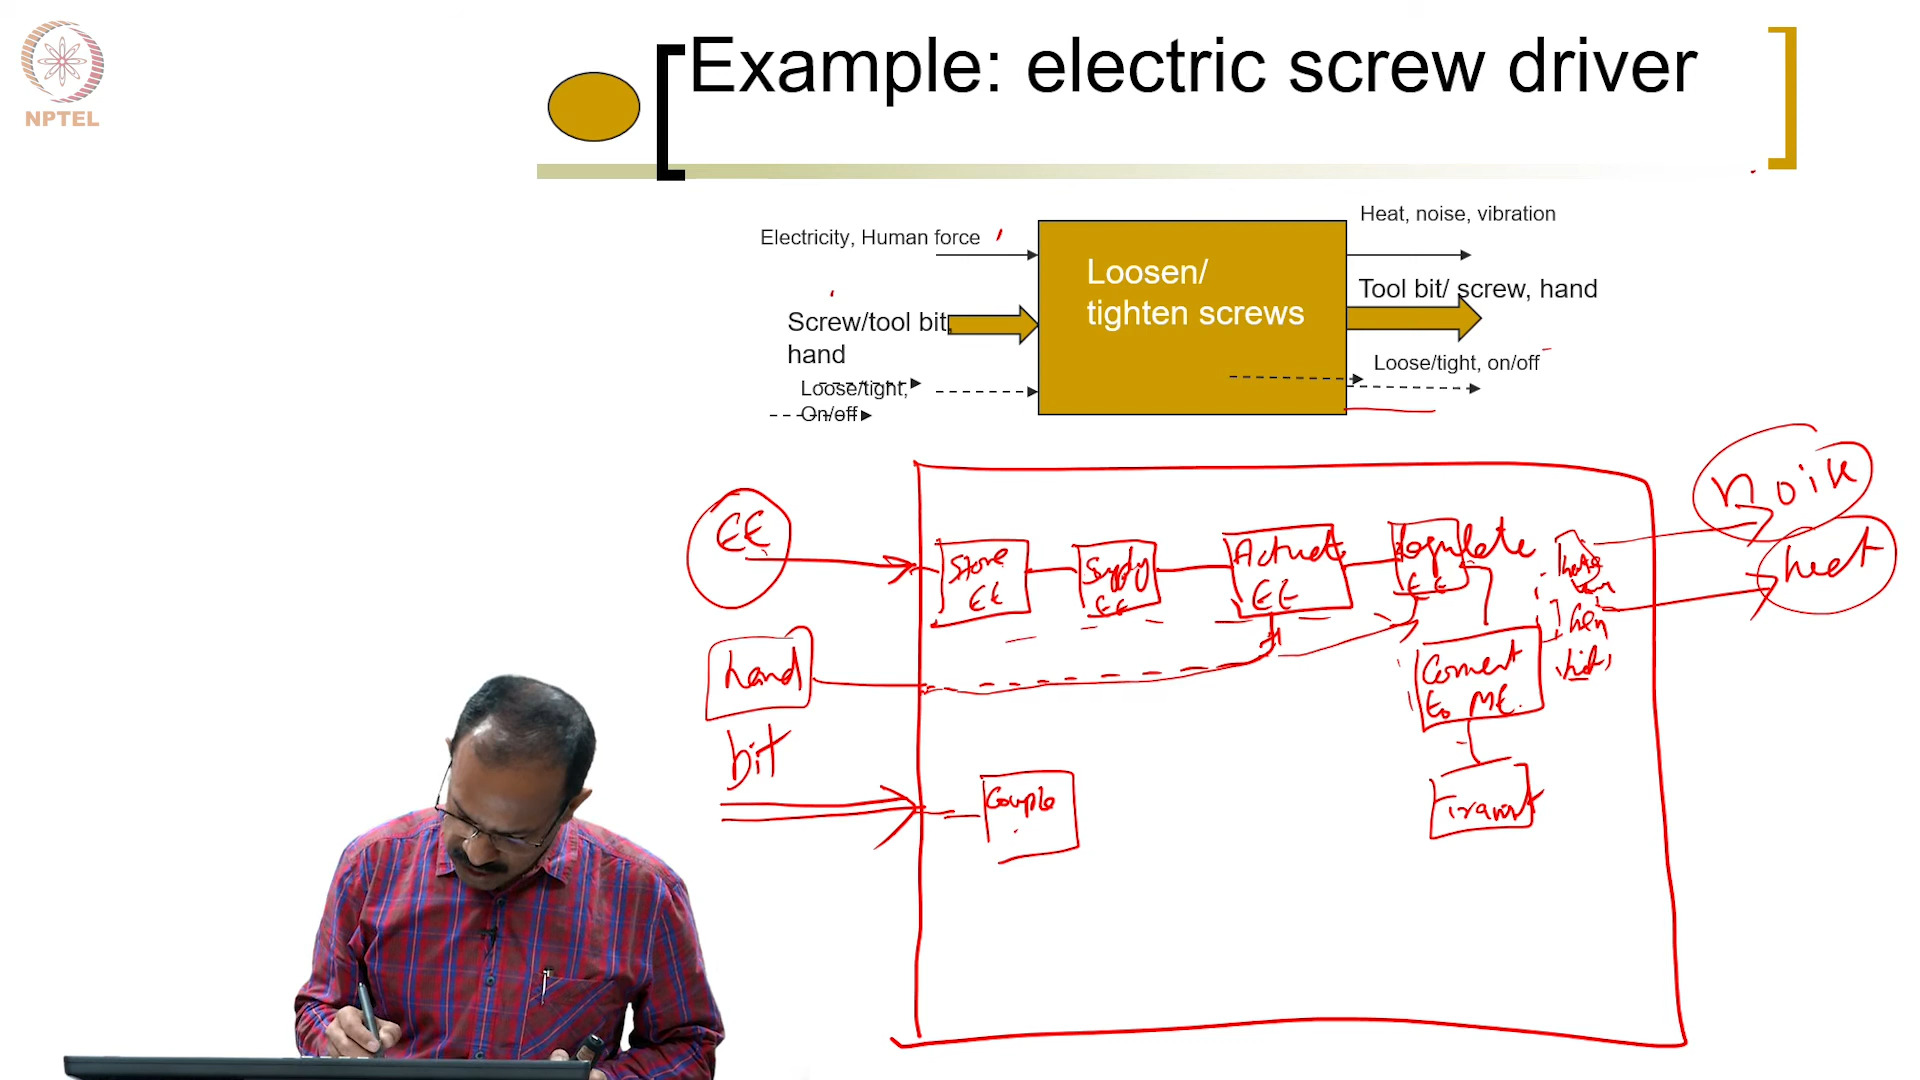 NPTEL
Example: electric screw driver
Electricity, Human force
Heat, noise, vibration
Loosen/
tighten screws
Screw/tool bit,
hand
Tool bit/ screw, hand
Loose/tight,
On/off
Loose/tight, on/off
EE
Store
EE
Supply
EE
Actuate
EE
Regulate
EE
Noise
heat
hand
Convert
to ME.
bit
Couple
Transmit